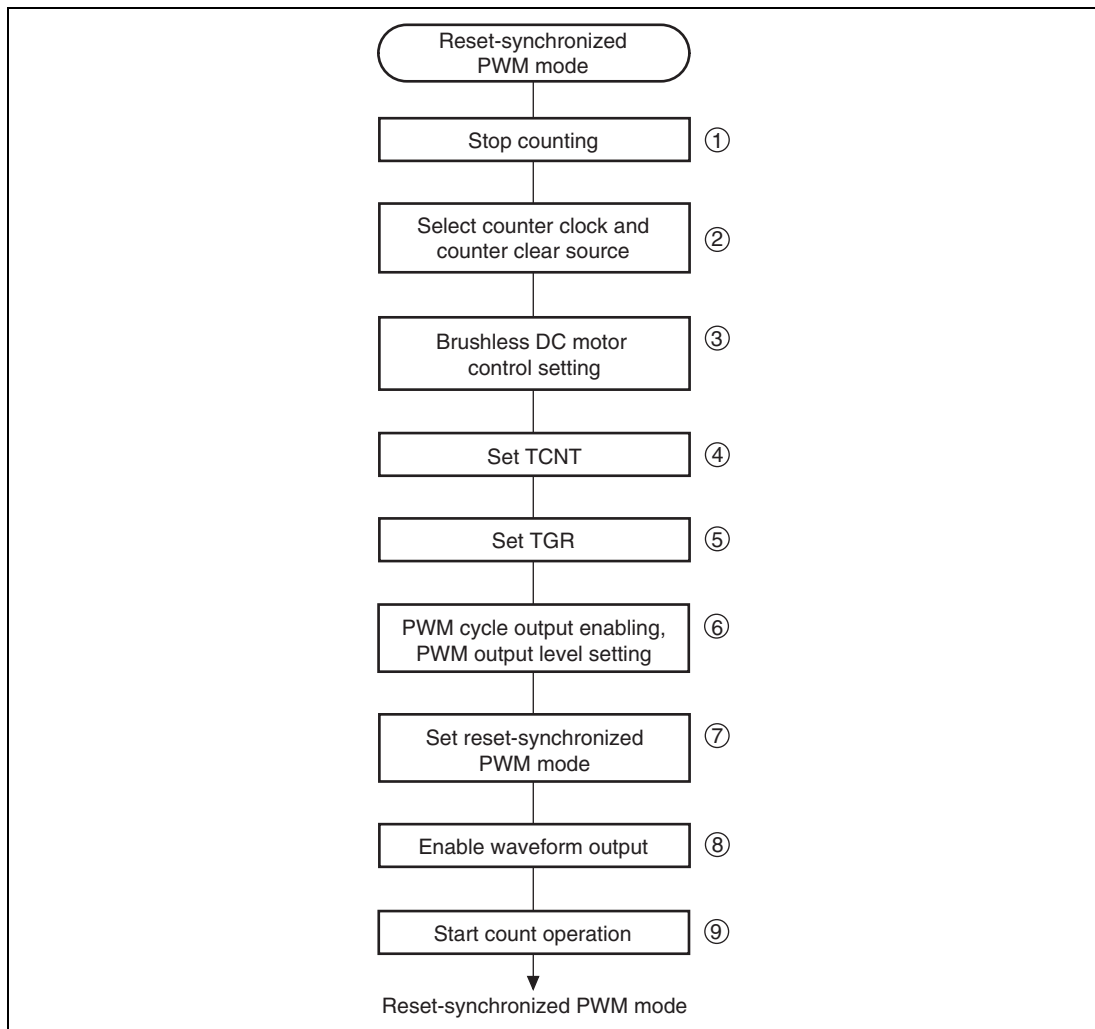 Reset-synchronized
PWM mode
Stop counting ①
Select counter clock and
counter clear source ②
Brushless DC motor
control setting ③
Set TCNT ④
Set TGR ⑤
PWM cycle output enabling,
PWM output level setting ⑥
Set reset-synchronized
PWM mode ⑦
Enable waveform output ⑧
Start count operation ⑨
Reset-synchronized PWM mode